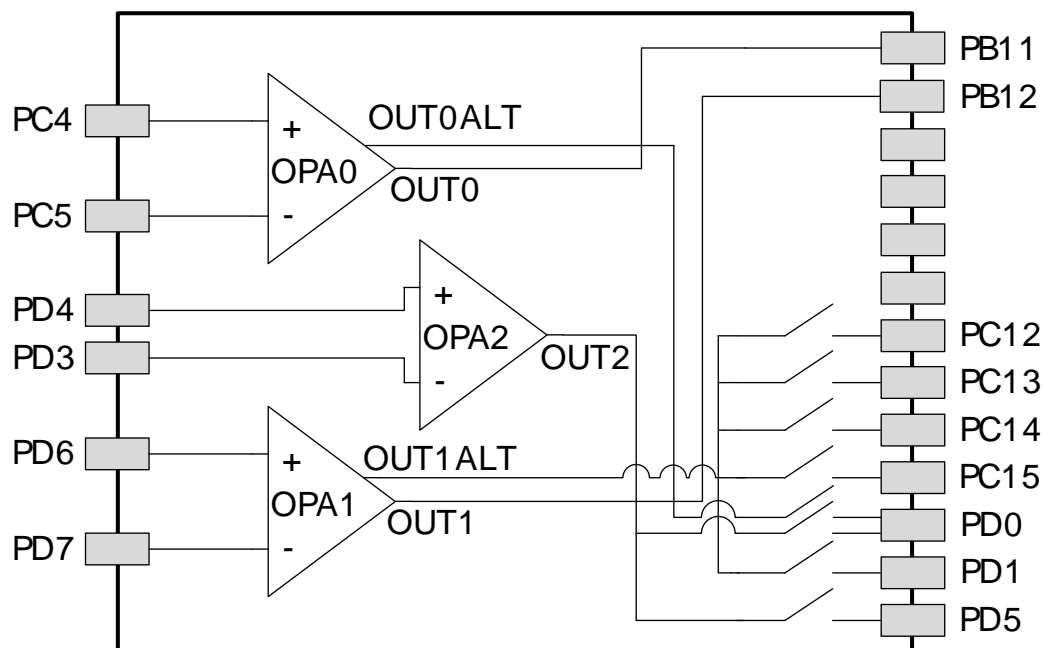 PB11
PB12
PC4
OUT0ALT
+
OPA0
OUT0
PC5
-
PD4
+
OPA2
PD3
OUT2
-
PC12
PC13
PC14
PC15
PD0
PD1
PD5
PD6
OUT1ALT
+
OPA1
OUT1
PD7
-